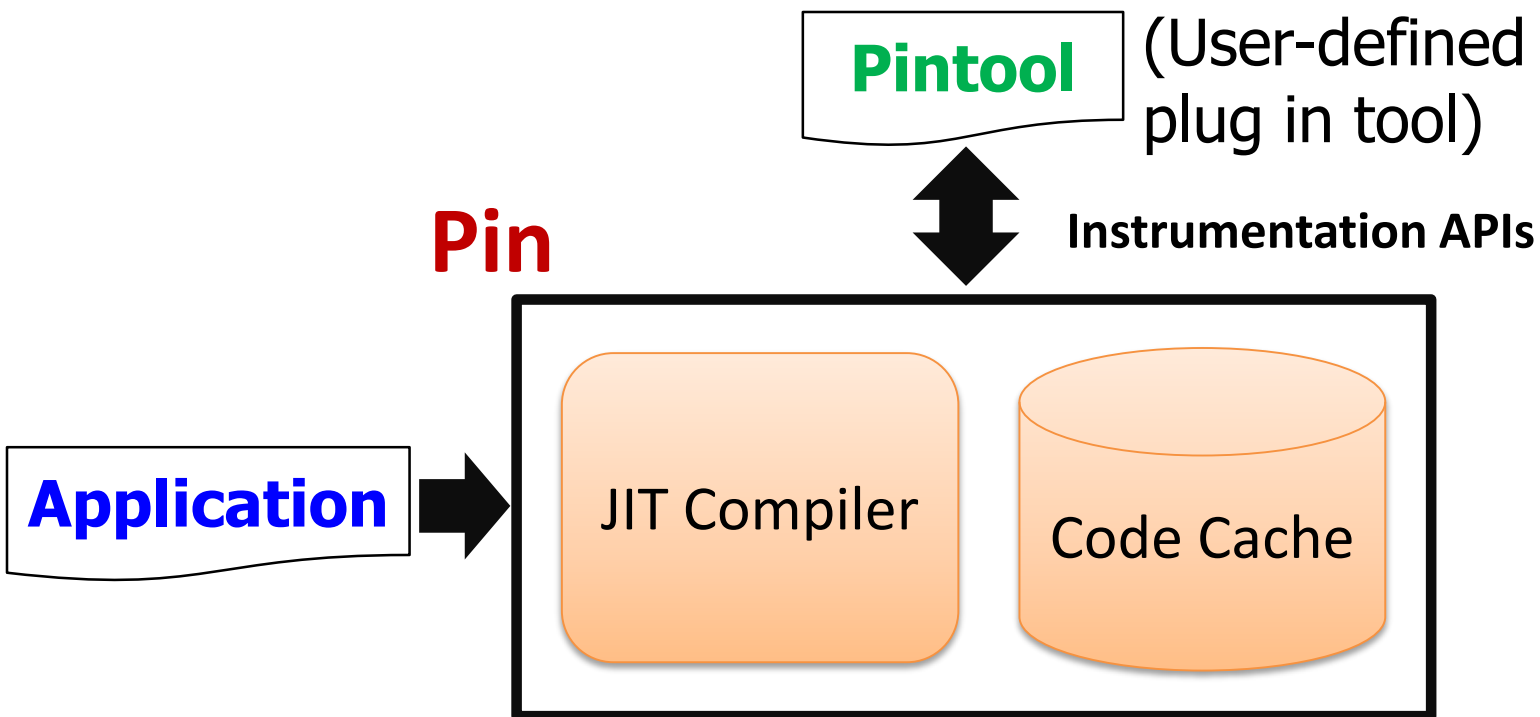 Pintool
(User-defined
plug in tool)
Pin
Instrumentation APIs
Application
JIT Compiler
Code Cache